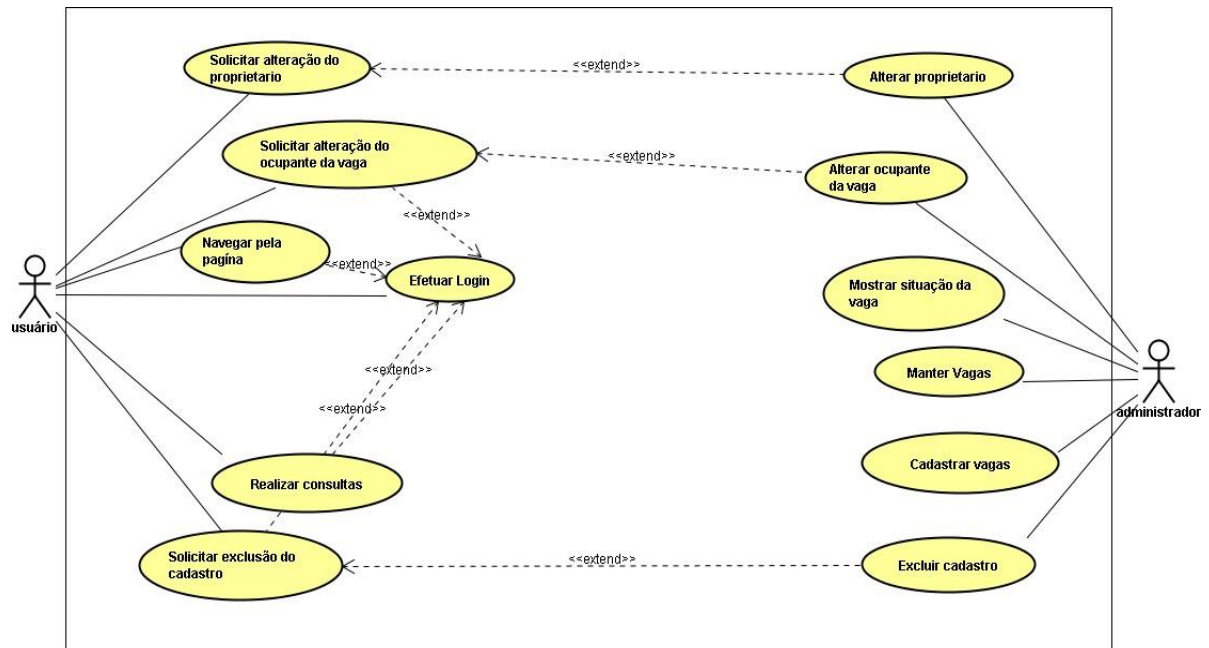 Solicitar alteração do
proprietario
<<extend>>
Alterar proprietario
Solicitar alteração do
ocupante da vaga
<<extend>>
Alterar ocupante
da vaga
<<extend>>
Navegar pela
pagína
<<extend>>
Efetuar Login
Mostrar situação da
vaga
usuário
<<extend>>
Manter Vagas
<<extend>>
administrador
Cadastrar vagas
Realizar consultas
Solicitar exclusão do
cadastro
<<extend>>
Excluir cadastro